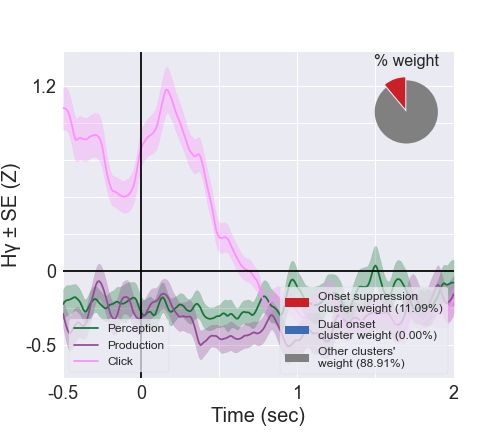 % weight
1.2
0
-0.5
Hγ ± SE (Z)
Perception
Production
Click
Onset suppression
cluster weight (11.09%)
Dual onset
cluster weight (0.00%)
Other clusters'
weight (88.91%)
-0.5
0
1
2
Time (sec)